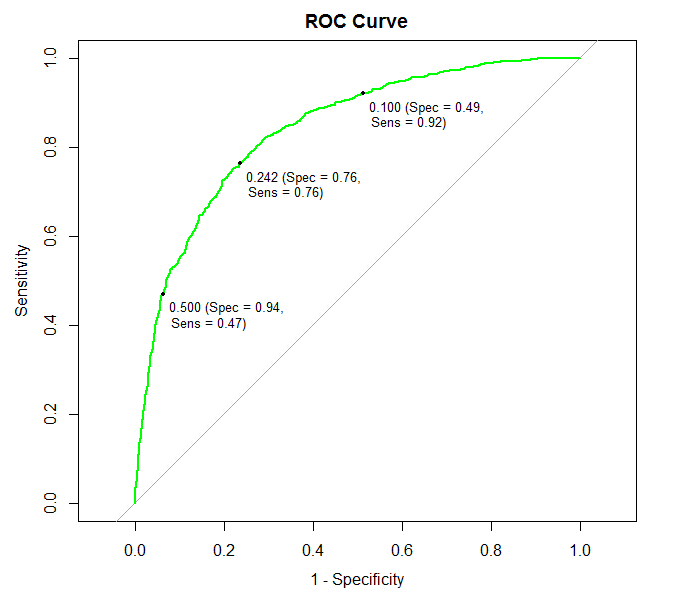 ROC Curve
1.0
0.8
0.6
0.4
0.2
0.0
Sensitivity
0.100 (Spec = 0.49,
Sens = 0.92)
0.242 (Spec = 0.76,
Sens = 0.76)
0.500 (Spec = 0.94,
Sens = 0.47)
0.0 0.2 0.4 0.6 0.8 1.0
1 - Specificity